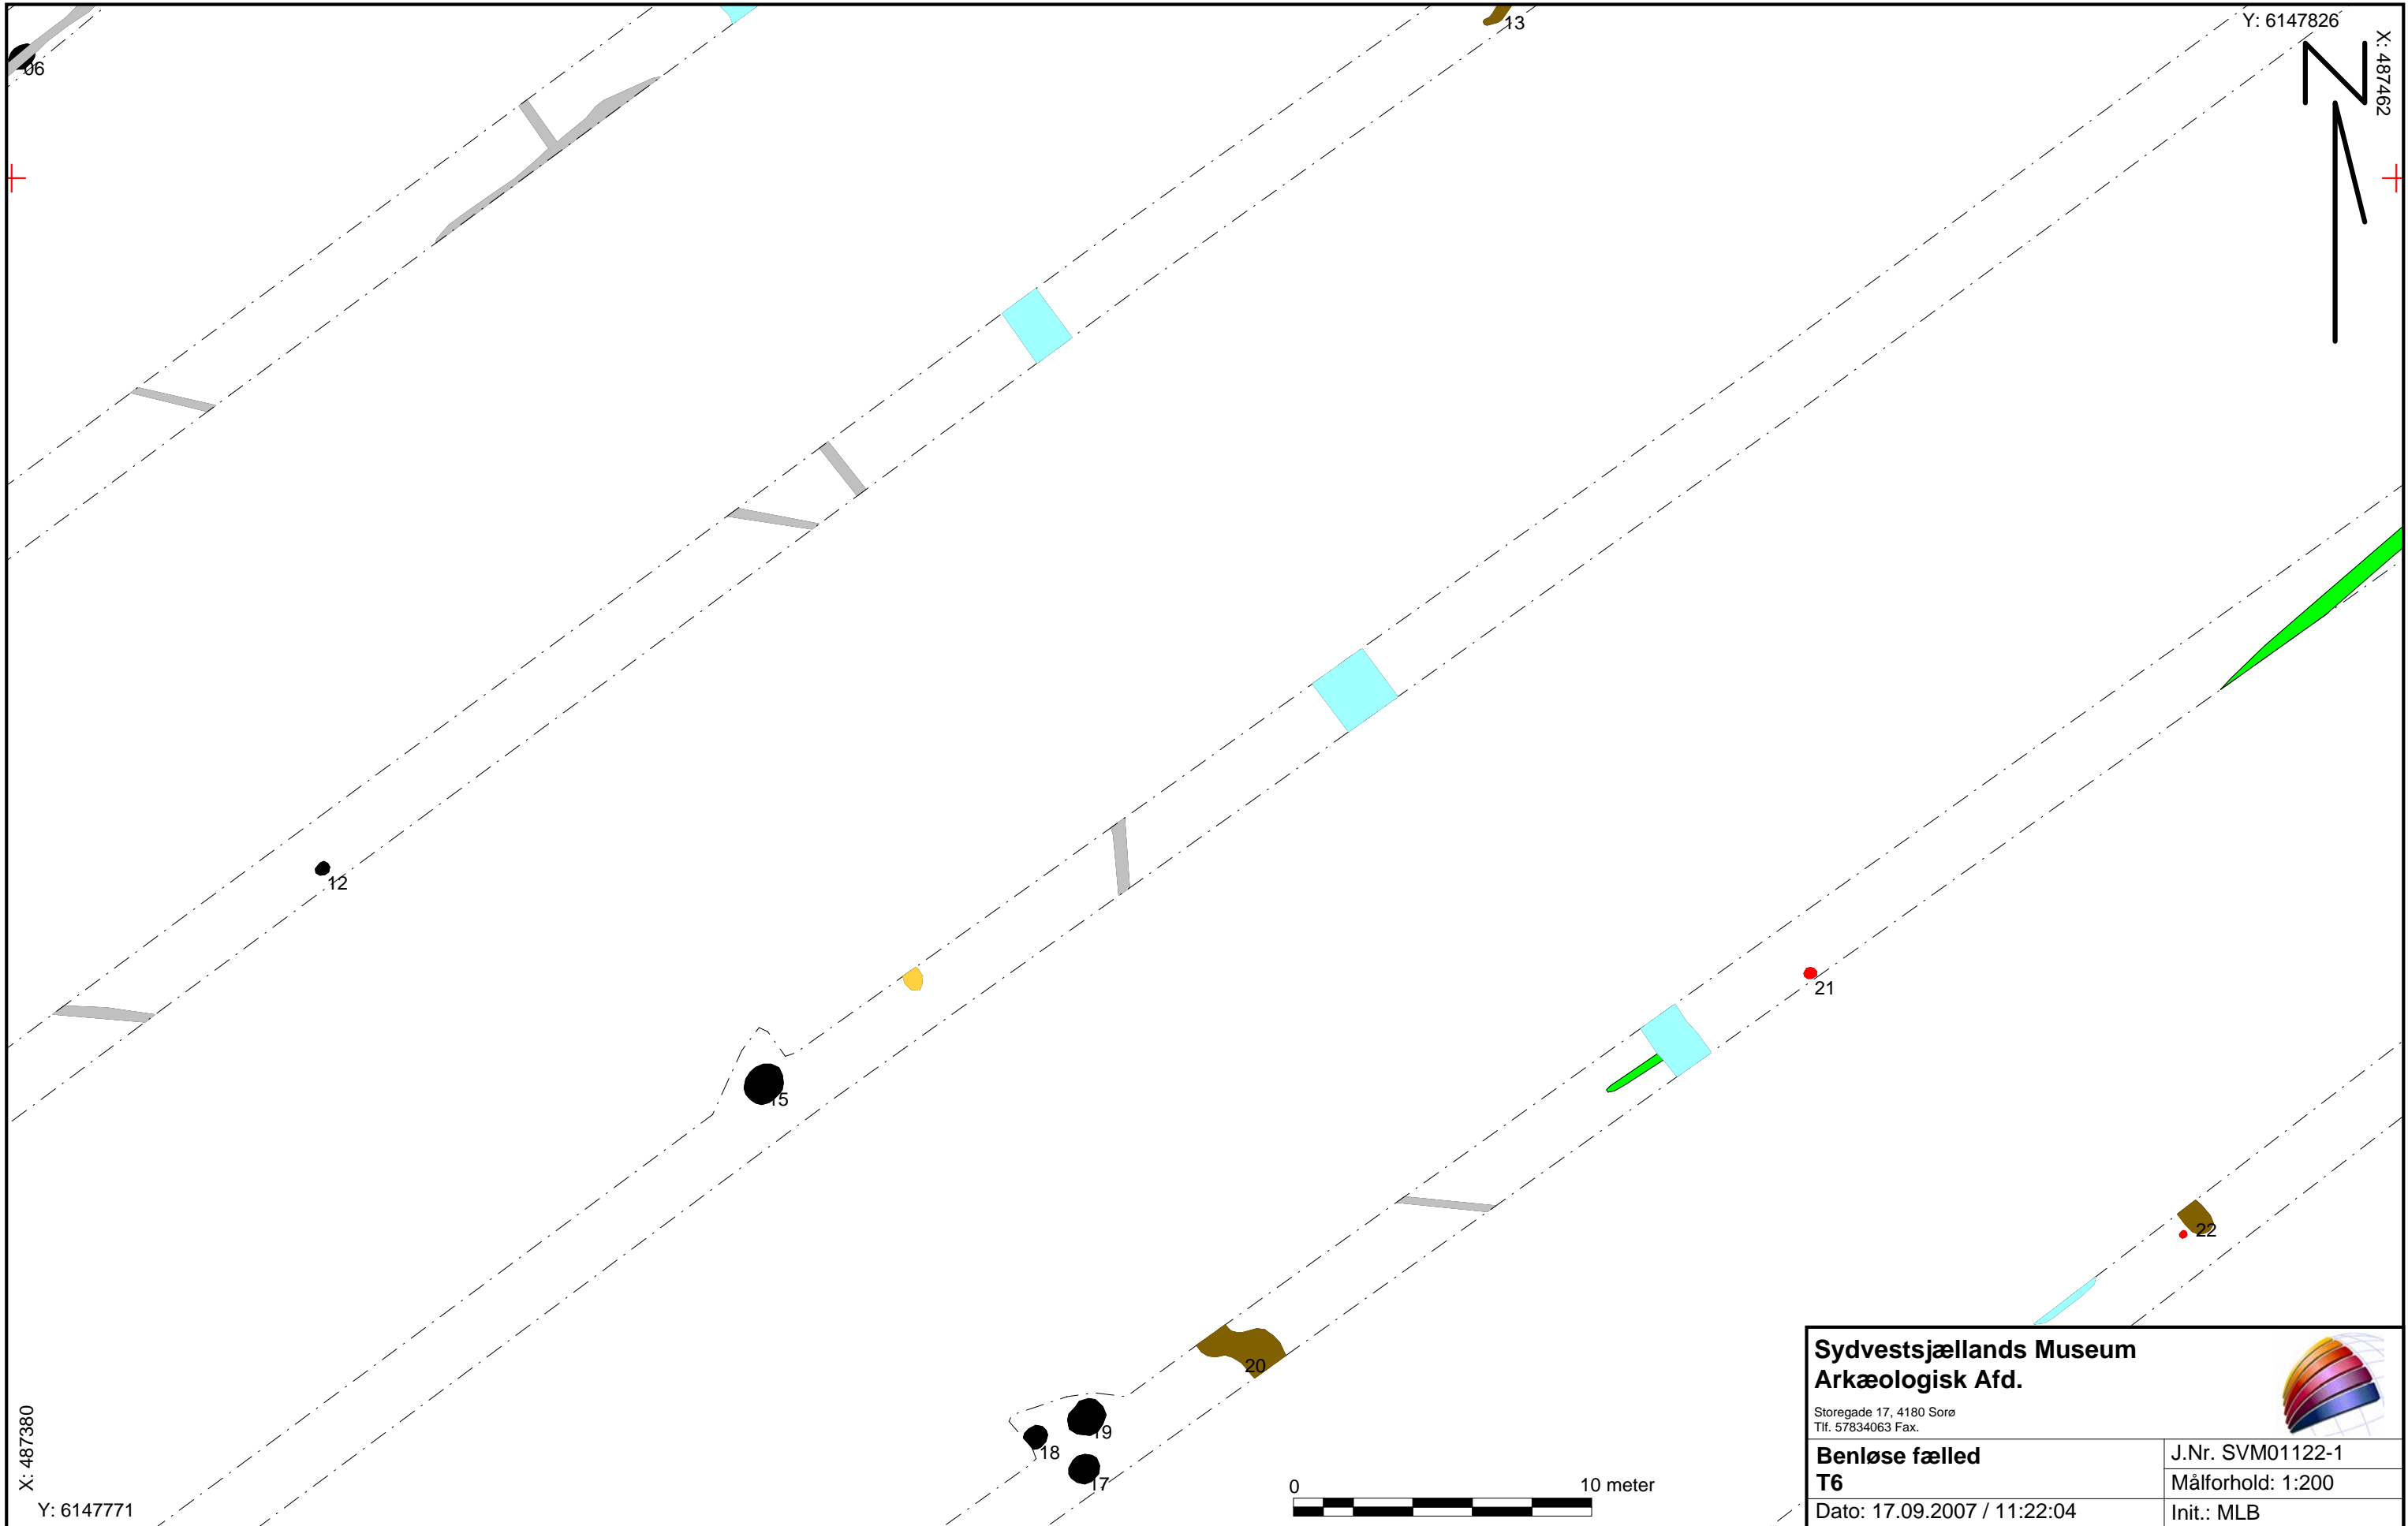 13
Y: 6147826
X: 487462
06
12
15
21
22
20
19
18
17
X: 487380
Y: 6147771
0 10 meter
Sydvestsjællands Museum
Arkæologisk Afd.
Storegade 17, 4180 Sorø
Tlf. 57834063 Fax.
Benløse fælled
T6
J.Nr. SVM01122-1
Målforhold: 1:200
Dato: 17.09.2007 / 11:22:04
Init.: MLB